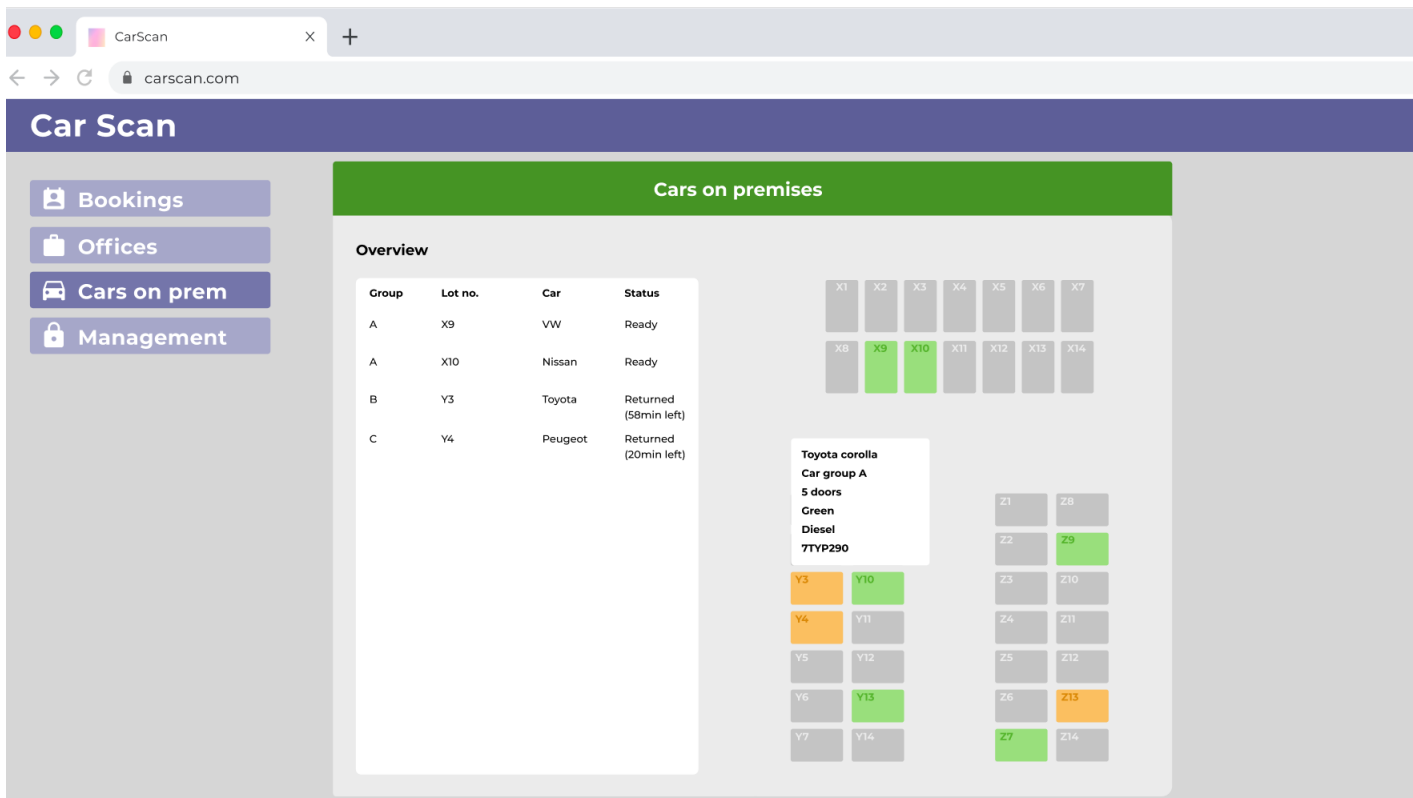 CarScan
carscan.com
Car Scan
Bookings
Offices
Cars on prem
Management
Cars on premises
Overview
Group Lot no. Car Status
A X9 VW Ready
A X10 Nissan Ready
B Y3 Toyota Returned
(58min left)
C Y4 Peugeot Returned
(20min left)
X1 X2 X3 X4 X5 X6 X7
X8 X9 X10 X11 X12 X13 X14
Toyota corolla
Car group A
5 doors
Green
Diesel
7TYP290
Y3 Y10
Y4 Y11
Y5 Y12
Y6 Y13
Y7 Y14
Z1 Z8
Z2 Z9
Z3 Z10
Z4 Z11
Z5 Z12
Z6 Z13
Z7 Z14